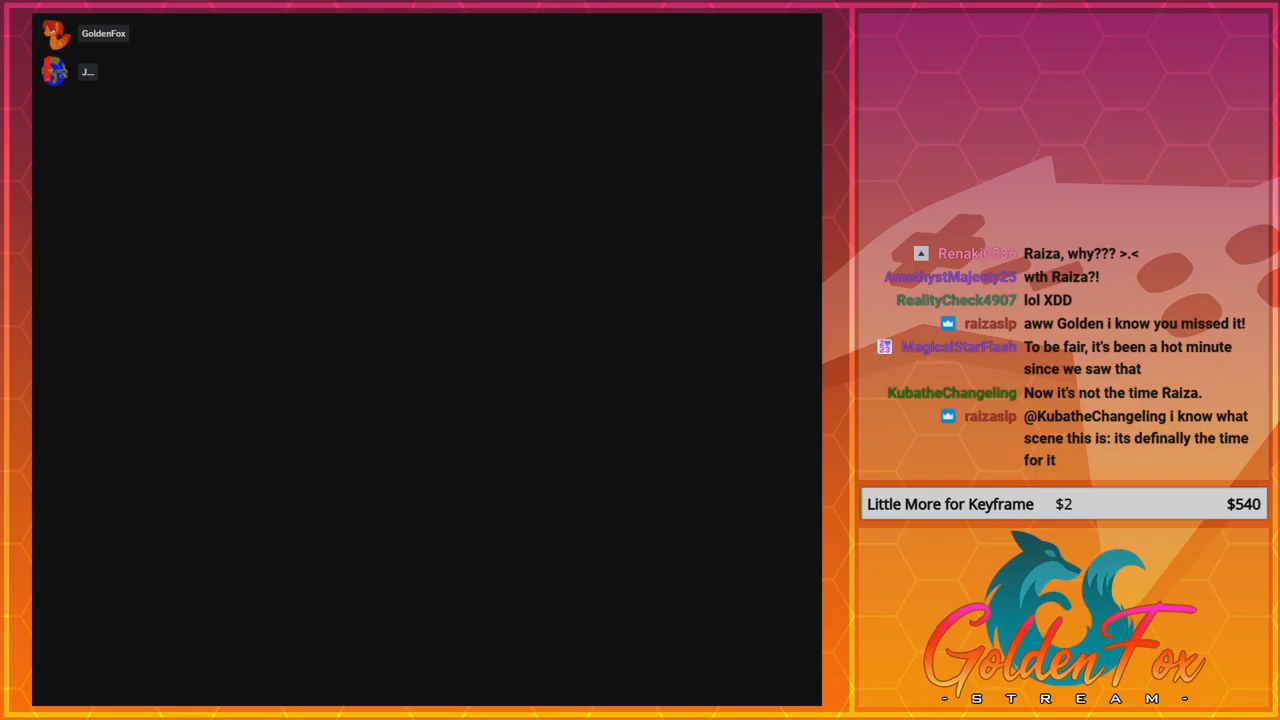 GoldenFox
J...
Renaki0586 Raiza, why??? >.<
AmethystMajesty25 wth Raiza?!
RealityCheck4907 lol XDD
raizaslp aww Golden i know you missed it!
MagicalStarFlash To be fair, it's been a hot minute
since we saw that
KubatheChangeling Now it's not the time Raiza.
raizaslp @KubatheChangeling i know what
scene this is: its definally the time
for it
Little More for Keyframe $2 $540
GoldenFox
- S T R E A M -